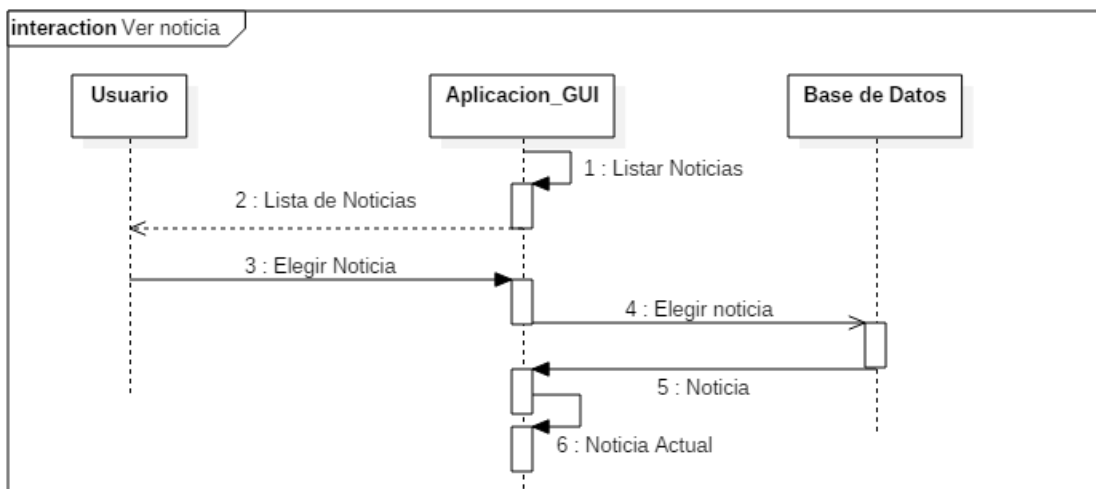 interaction Ver noticia
Usuario
Aplicacion_GUI
Base de Datos
1 : Listar Noticias
2 : Lista de Noticias
3 : Elegir Noticia
4 : Elegir noticia
5 : Noticia
6 : Noticia Actual